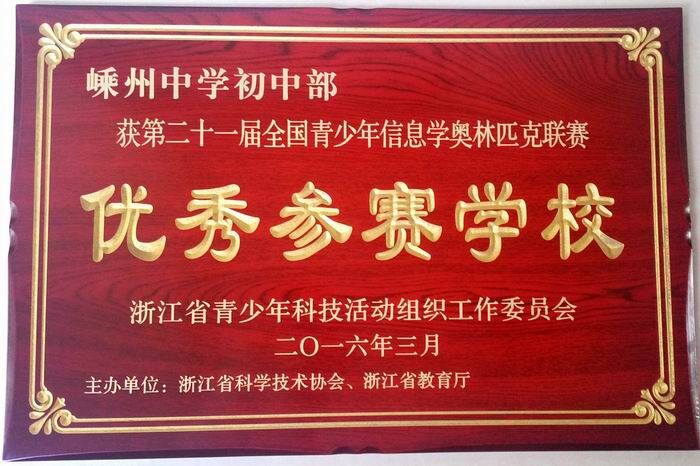 嵊州中学初中部
获第二十一届全国青少年信息学奥林匹克联赛
优秀参赛学校
浙江省青少年科技活动组织工作委员会
二〇一六年三月
主办单位：浙江省科学技术协会、浙江省教育厅